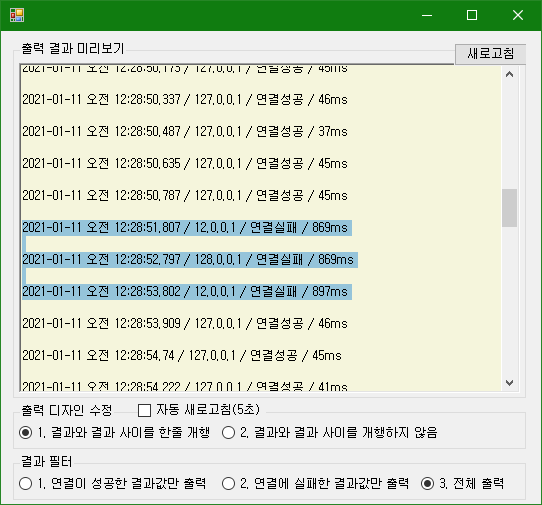 출력 결과 미리보기
새로고침
2021-01-11 오전 12:28:50.173 / 127.0.0.1 / 연결성공 / 45ms
2021-01-11 오전 12:28:50.337 / 127.0.0.1 / 연결성공 / 46ms
2021-01-11 오전 12:28:50.487 / 127.0.0.1 / 연결성공 / 37ms
2021-01-11 오전 12:28:50.635 / 127.0.0.1 / 연결성공 / 45ms
2021-01-11 오전 12:28:50.787 / 127.0.0.1 / 연결성공 / 45ms
2021-01-11 오전 12:28:51.807 / 12.0.0.1 / 연결실패 / 869ms
2021-01-11 오전 12:28:52.797 / 128.0.0.1 / 연결실패 / 869ms
2021-01-11 오전 12:28:53.802 / 12.0.0.1 / 연결실패 / 897ms
2021-01-11 오전 12:28:53.909 / 127.0.0.1 / 연결성공 / 46ms
2021-01-11 오전 12:28:54.74 / 127.0.0.1 / 연결성공 / 45ms
2021-01-11 오전 12:28:54.222 / 127.0.0.1 / 연결성공 / 41ms
출력 디자인 수정 자동 새로고침(5초)
1. 결과와 결과 사이를 한줄 개행 2. 결과와 결과 사이를 개행하지 않음
결과 필터
1. 연결이 성공한 결과값만 출력 2. 연결에 실패한 결과값만 출력 3. 전체 출력